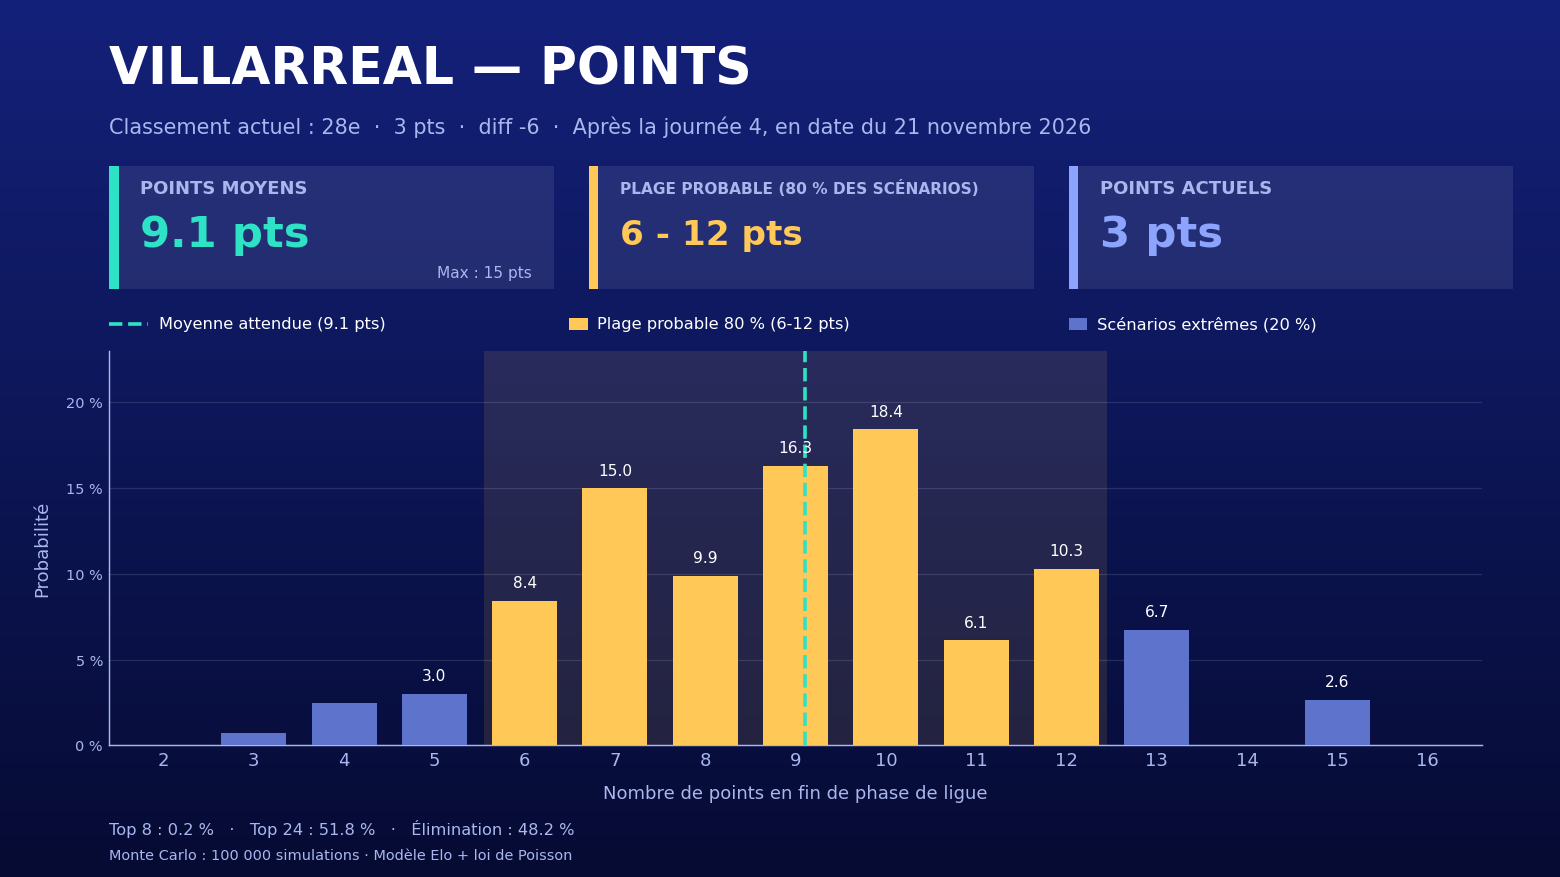 VILLARREAL — POINTS
Classement actuel : 28e · 3 pts · diff -6 · Après la journée 4, en date du 21 novembre 2026
POINTS MOYENS
9.1 pts
Max : 15 pts
PLAGE PROBABLE (80 % DES SCÉNARIOS)
6 - 12 pts
POINTS ACTUELS
3 pts
Moyenne attendue (9.1 pts)
Plage probable 80 % (6-12 pts)
Scénarios extrêmes (20 %)
Probabilité
20 %
15 %
10 %
5 %
0 %
3.0
8.4
15.0
9.9
16.3
18.4
6.1
10.3
6.7
2.6
2 3 4 5 6 7 8 9 10 11 12 13 14 15 16
Nombre de points en fin de phase de ligue
Top 8 : 0.2 % · Top 24 : 51.8 % · Élimination : 48.2 %
Monte Carlo : 100 000 simulations · Modèle Elo + loi de Poisson